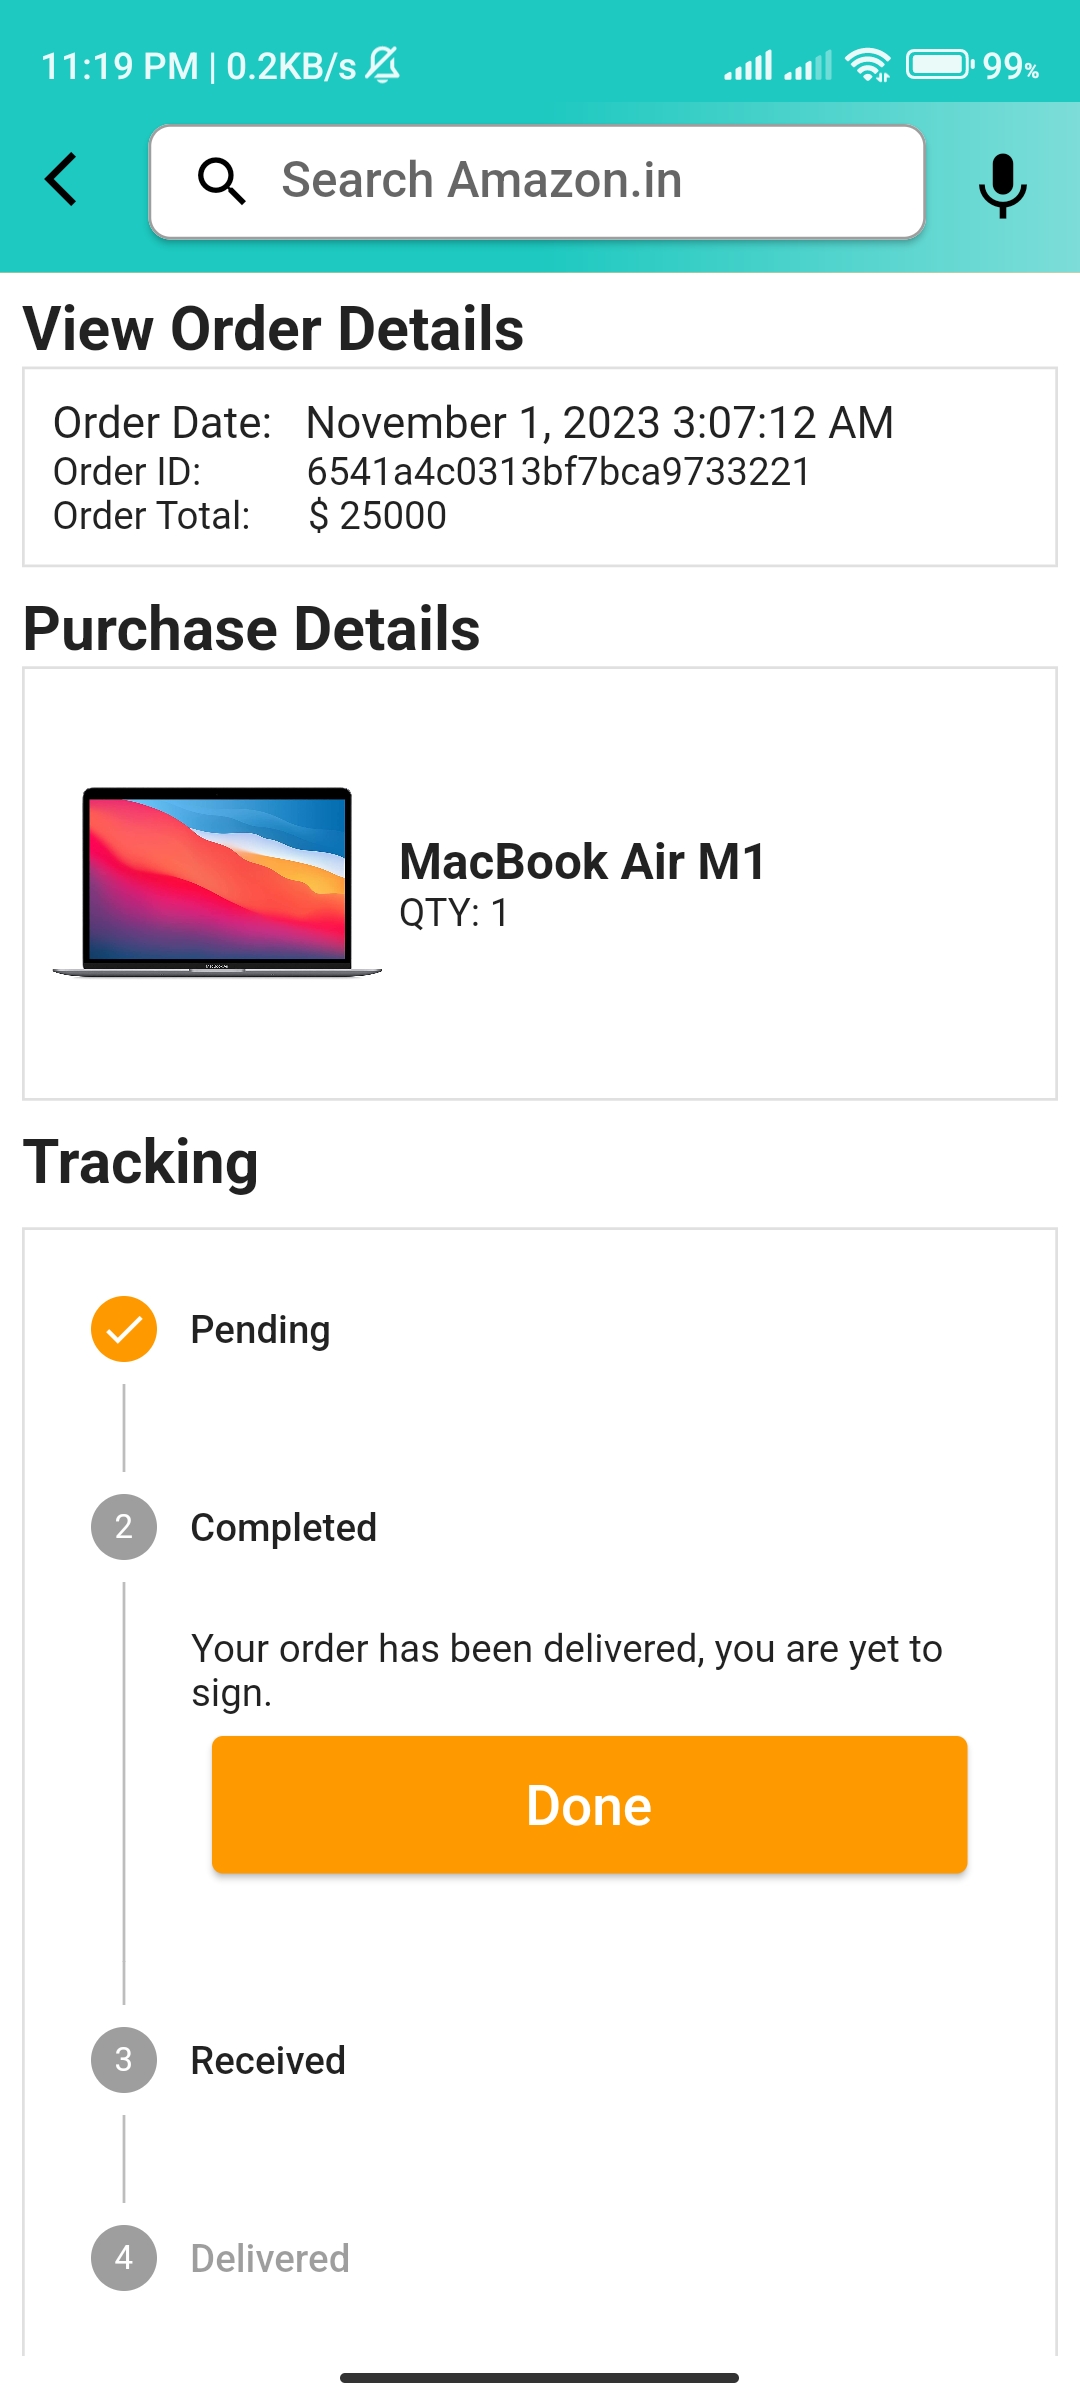 11:19 PM | 0.2KB/s
99%
Search Amazon.in
View Order Details
Order Date: November 1, 2023 3:07:12 AM
Order ID: 6541a4c0313bf7bca9733221
Order Total: $ 25000
Purchase Details
MacBook Air M1
QTY: 1
Tracking
Pending
2 Completed
Your order has been delivered, you are yet to
sign.
Done
3 Received
4 Delivered